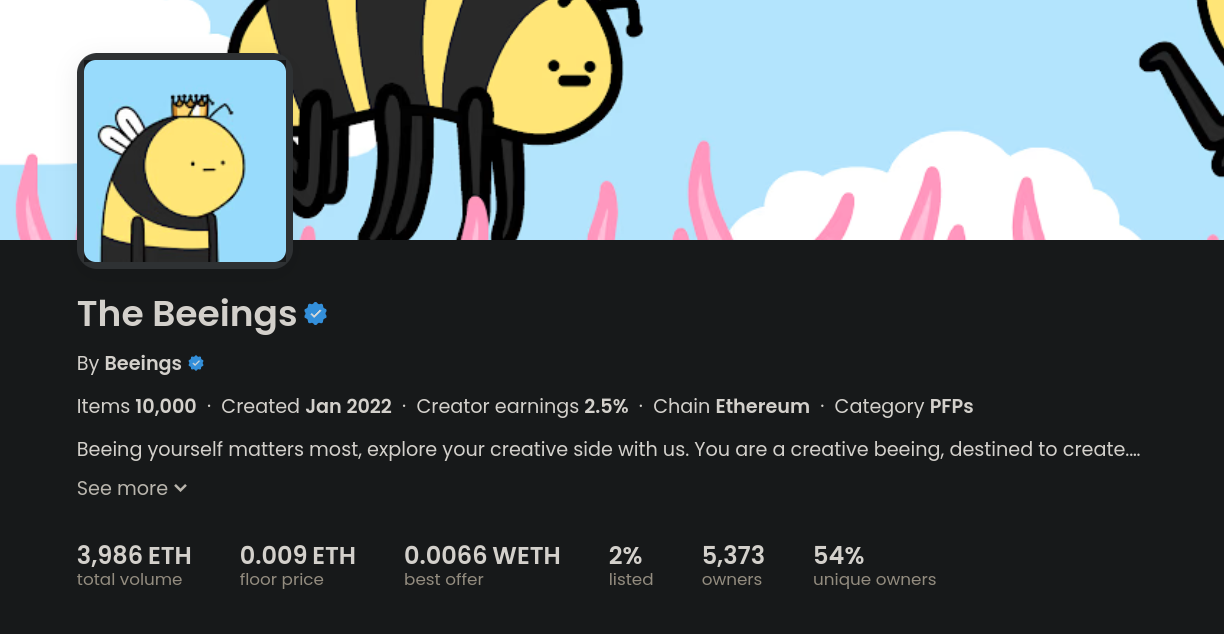 The Beeings
By Beeings
Items 10,000 · Created Jan 2022 · Creator earnings 2.5% · Chain Ethereum · Category PFPs
Beeing yourself matters most, explore your creative side with us. You are a creative beeing, destined to create....
See more
3,986 ETH 0.009 ETH 0.0066 WETH 2% 5,373 54%
total volume floor price best offer listed owners unique owners